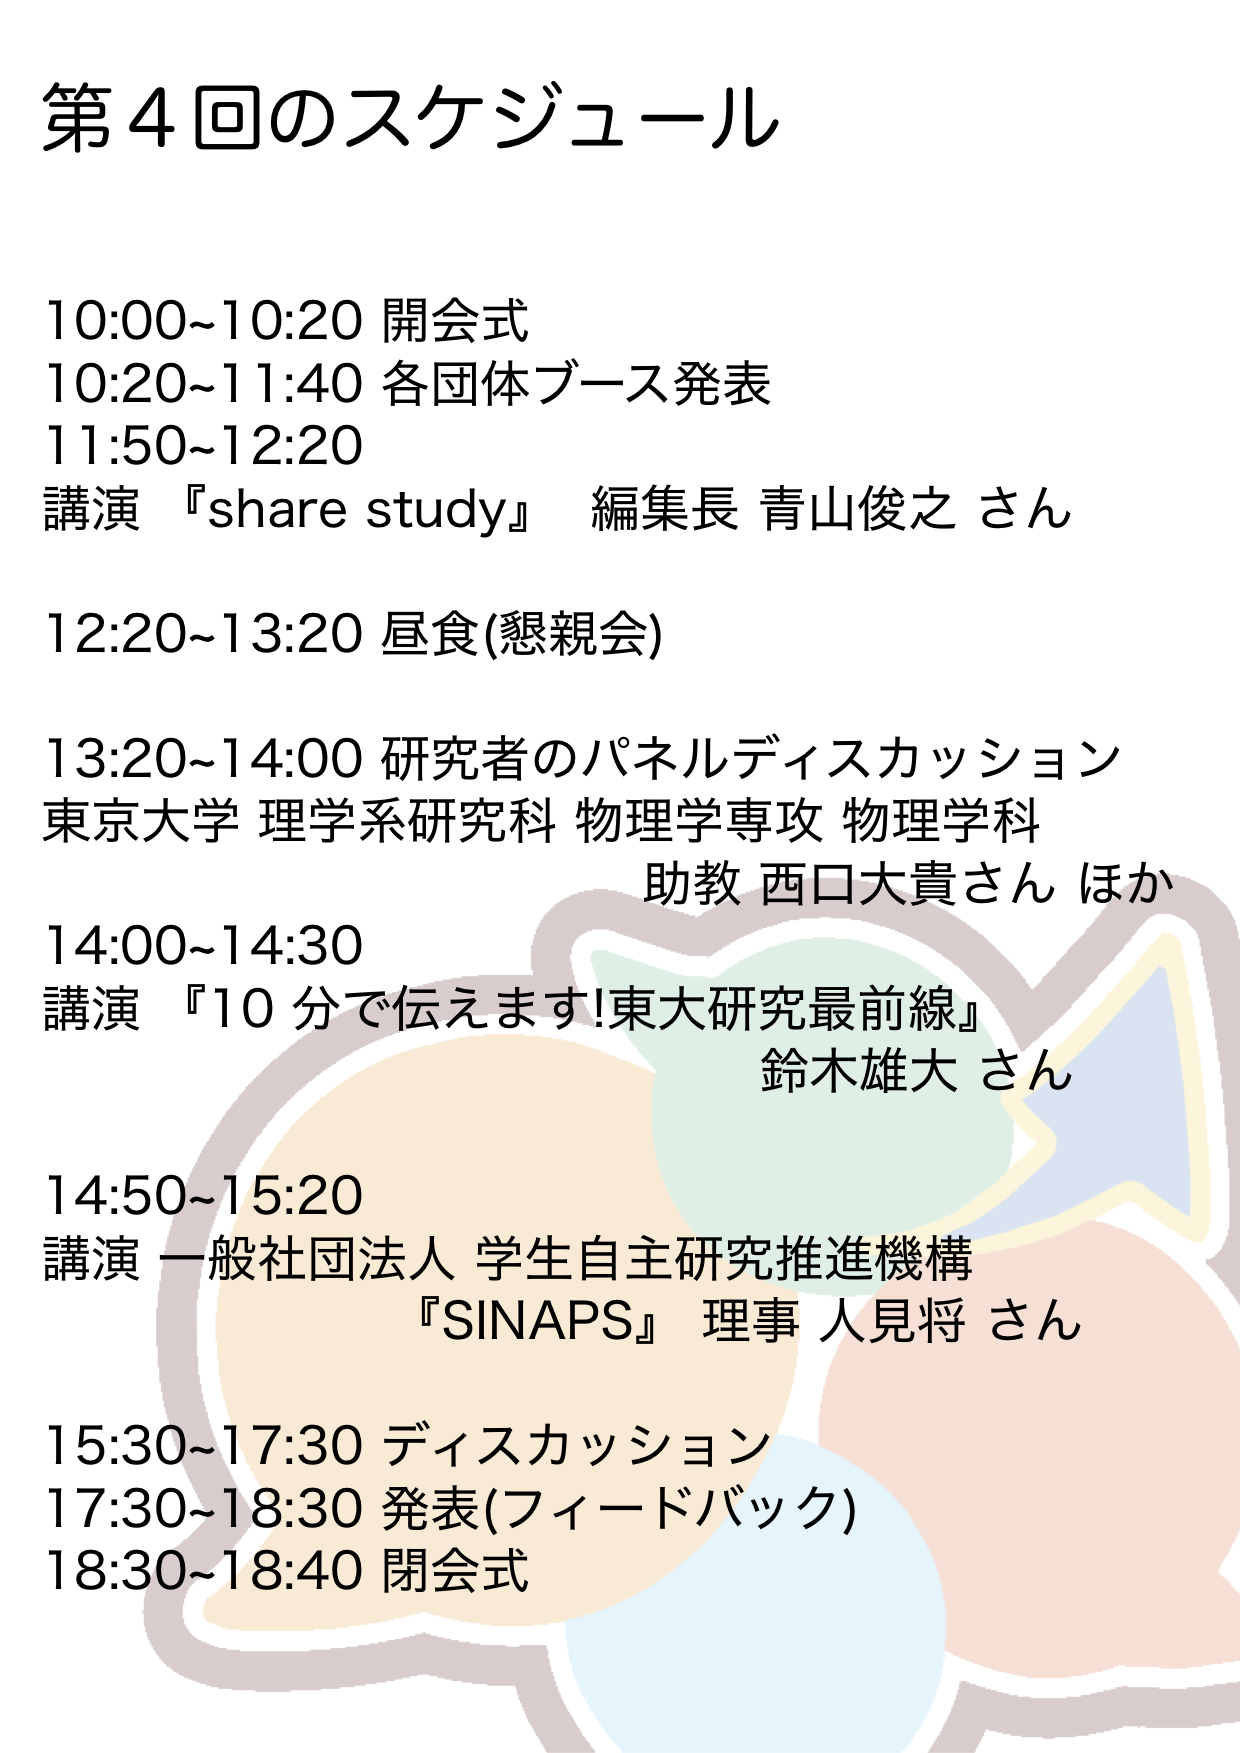 第４回のスケジュール
10:00~10:20 開会式
10:20~11:40 各団体ブース発表
11:50~12:20
講演 『share study』 編集長 青山俊之 さん
12:20~13:20 昼食(懇親会)
13:20~14:00 研究者のパネルディスカッション
東京大学 理学系研究科 物理学専攻 物理学科
助教 西口大貴さん ほか
14:00~14:30
講演 『10 分で伝えます!東大研究最前線』
鈴木雄大 さん
14:50~15:20
講演 一般社団法人 学生自主研究推進機構
『SINAPS』 理事 人見将 さん
15:30~17:30 ディスカッション
17:30~18:30 発表(フィードバック)
18:30~18:40 閉会式